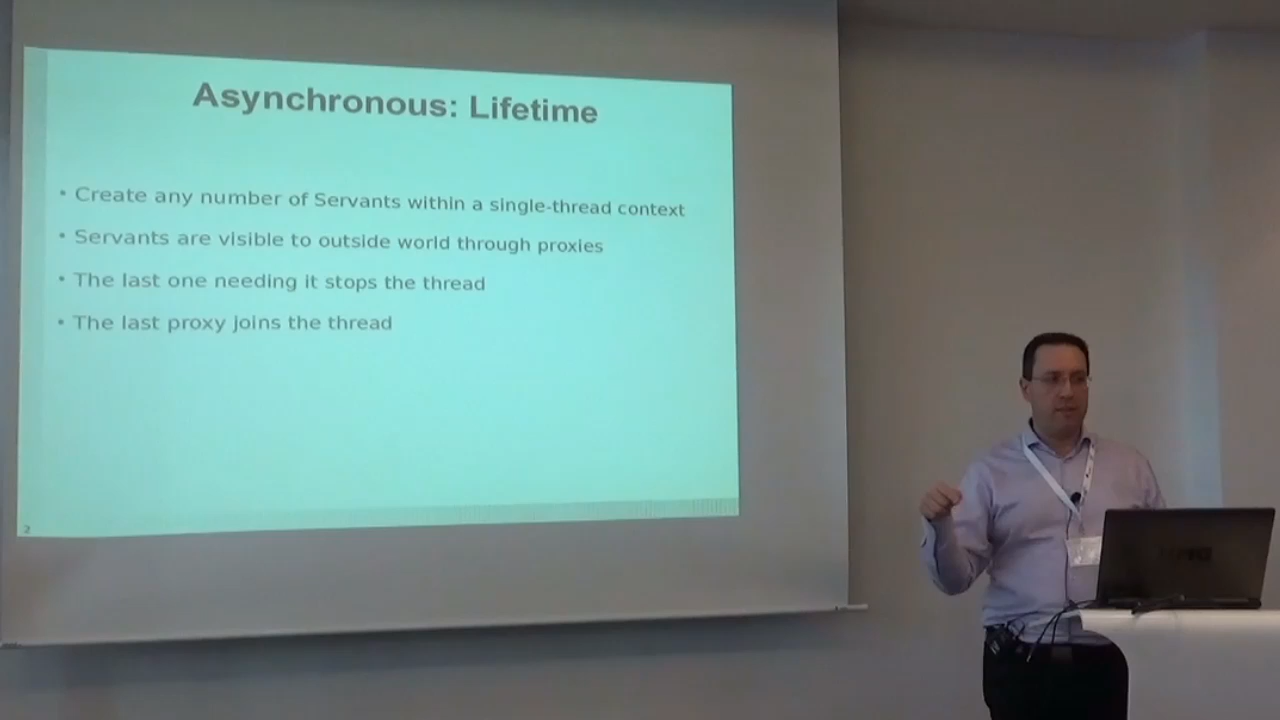 Asynchronous: Lifetime
• Create any number of Servants within a single-thread context
• Servants are visible to outside world through proxies
• The last one needing it stops the thread
• The last proxy joins the thread
2